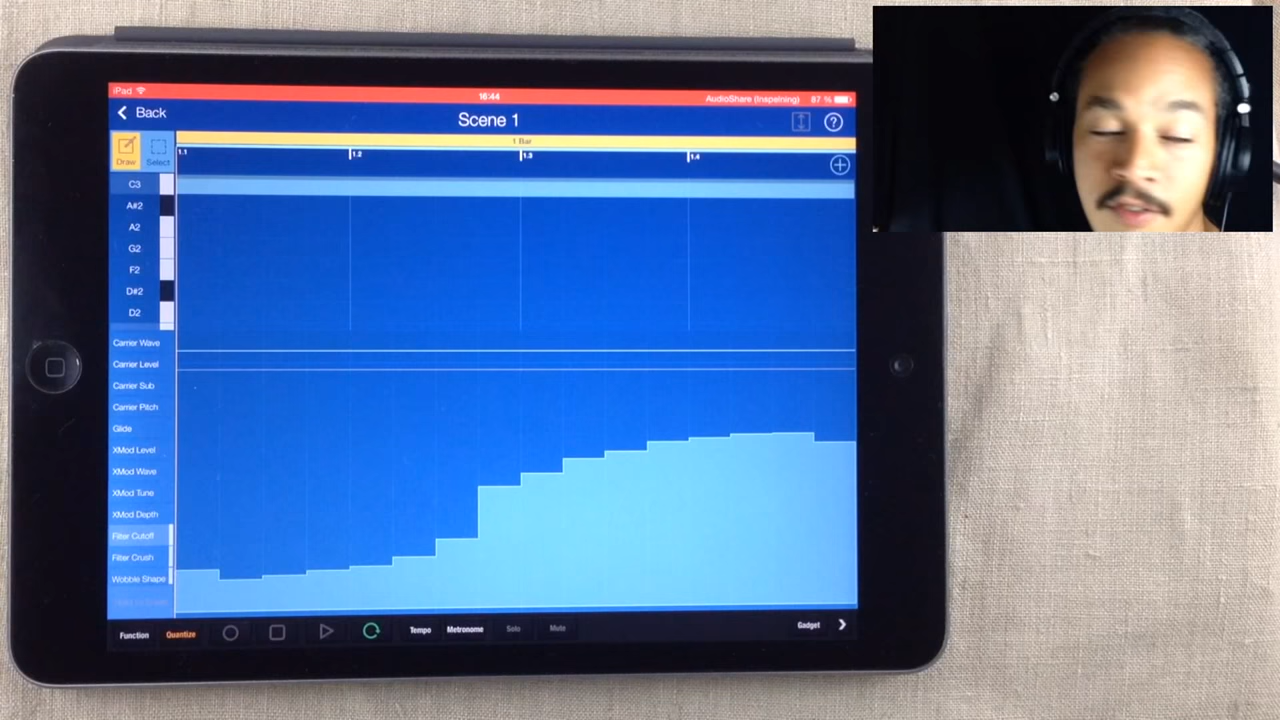 iPad 16:44 AudioShare (Inspelning) 87 %
Back Scene 1 ?
Draw Select 1 Bar
1.1 1.2 1.3 1.4
C3
A#2
A2
G2
F2
D#2
D2
Carrier Wave
Carrier Level
Carrier Sub
Carrier Pitch
Glide
XMod Level
XMod Wave
XMod Tune
XMod Depth
Filter Cutoff
Filter Crush
Wobble Shape
Function Quantize Tempo Metronome Solo Mute Gadget